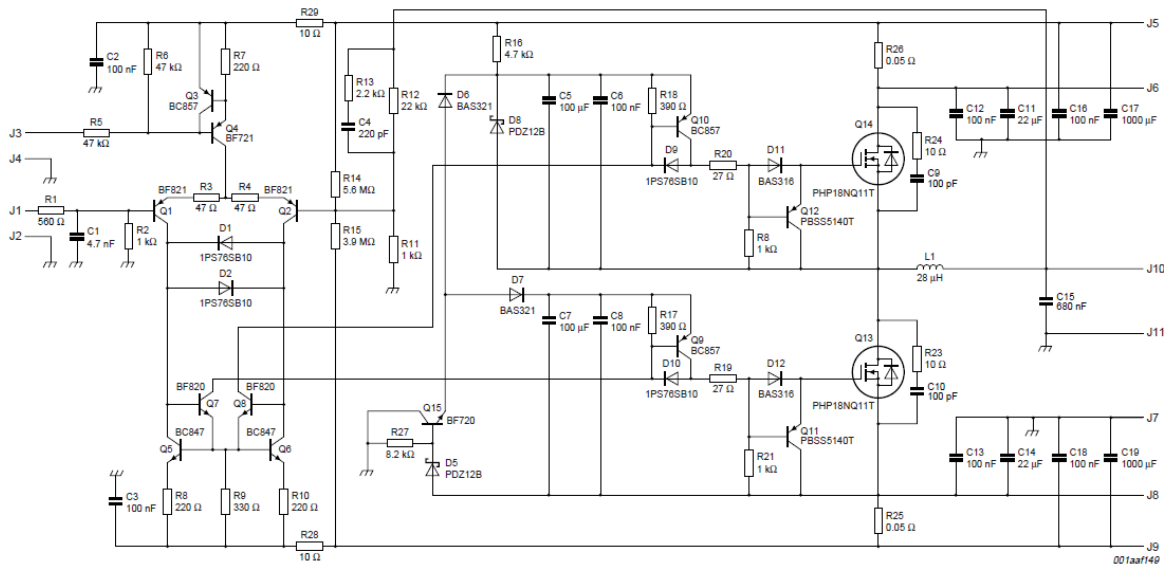 R29
10 Ω
J5
C2
100 nF
R6
47 kΩ
R7
220 Ω
R16
4.7 kΩ
R26
0.05 Ω
R13
2.2 kΩ
R12
22 kΩ
D6
BAS321
C5
100 µF
C6
100 nF
R18
390 Ω
J6
Q3
BC857
C12
100 nF
C11
22 µF
C16
100 nF
C17
1000 µF
J3
R5
47 kΩ
Q4
BF721
C4
220 pF
D8
PDZ12B
Q10
BC857
Q14
R24
10 Ω
J4
D9
1PS76SB10
R20
27 Ω
D11
BAS316
C9
100 pF
PHP18NQ11T
R14
5.6 MΩ
BF821
R3
47 Ω
R4
47 Ω
BF821
J1
R1
560 Ω
Q1
Q2
Q12
PBSS5140T
C1
4.7 nF
R2
1 kΩ
D1
1PS76SB10
R15
3.9 MΩ
R11
1 kΩ
R8
1 kΩ
J2
L1
28 µH
J10
D2
1PS76SB10
D7
BAS321
C15
680 nF
C7
100 µF
C8
100 nF
R17
390 Ω
J11
Q9
BC857
Q13
R23
10 Ω
D10
1PS76SB10
R19
27 Ω
D12
BAS316
C10
100 pF
PHP18NQ11T
BF820
BF820
Q7
Q8
Q15
BF720
J7
BC847
BC847
Q5
Q6
R27
8.2 kΩ
Q11
PBSS5140T
D5
PDZ12B
R21
1 kΩ
C13
100 nF
C14
22 µF
C18
100 nF
C19
1000 µF
C3
100 nF
R8
220 Ω
R9
330 Ω
R10
220 Ω
J8
R25
0.05 Ω
R28
10 Ω
J9
001aaf149